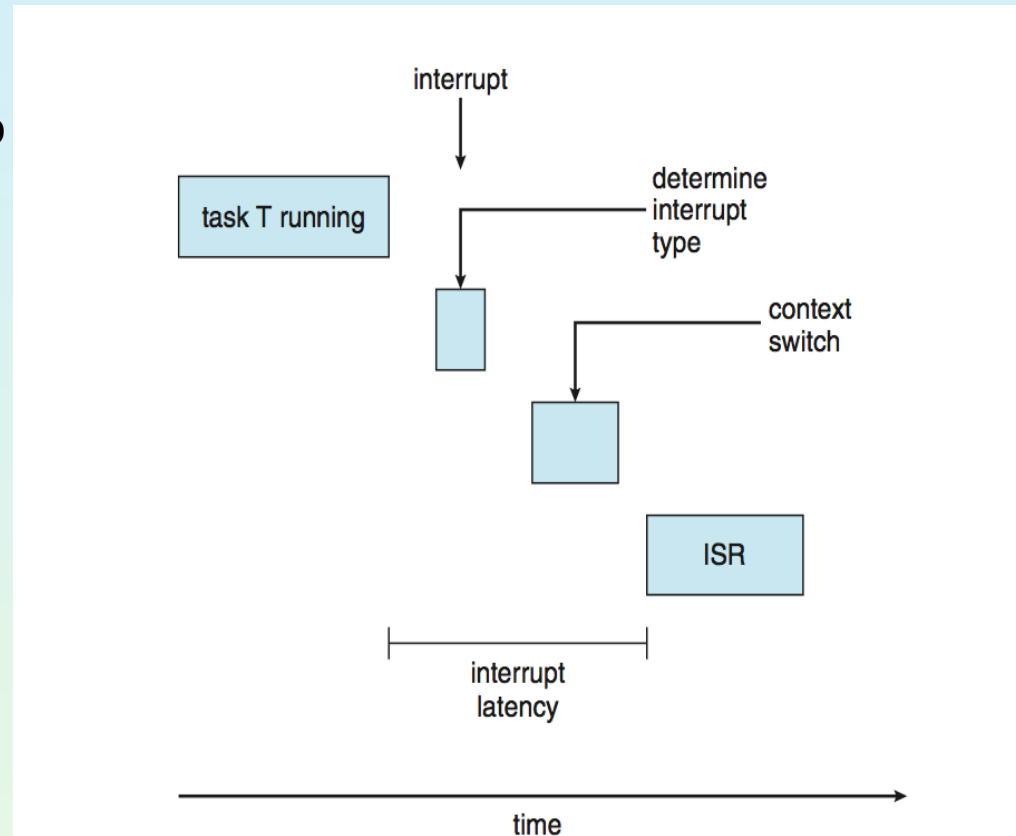 interrupt
determine
interrupt
type
task T running
context
switch
ISR
interrupt
latency
time